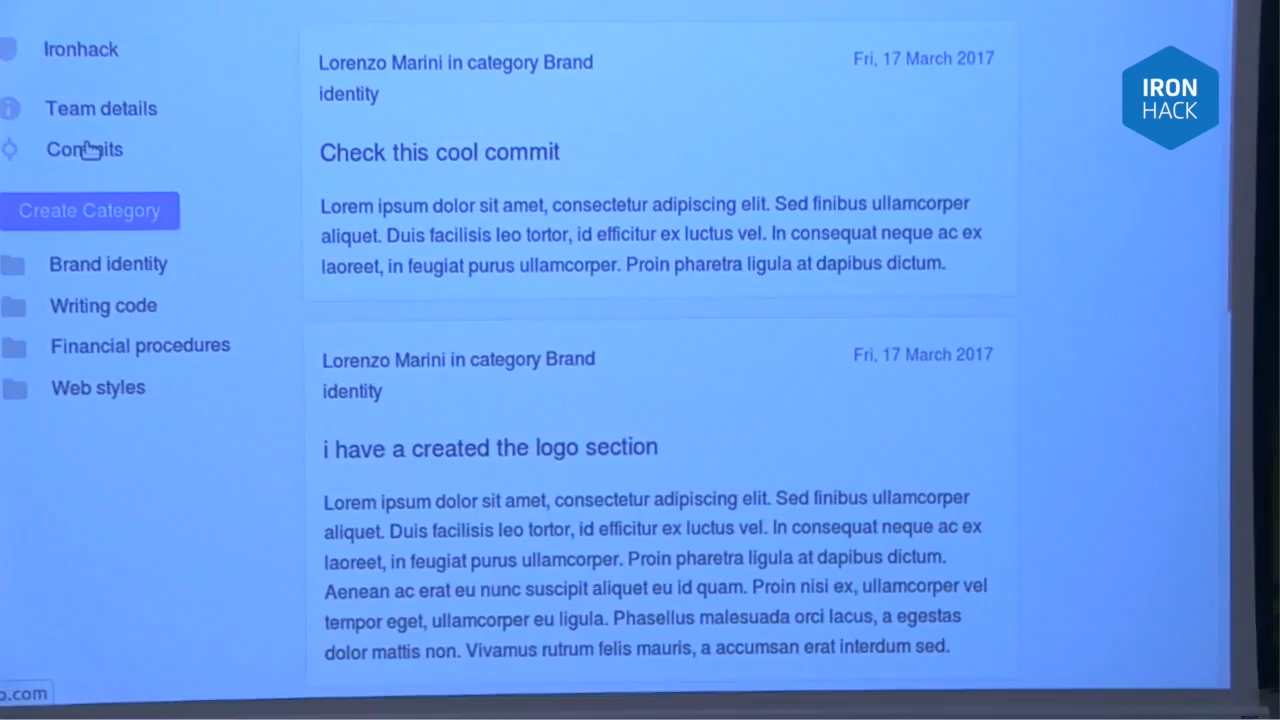 Ironhack
Team details
Commits
Create Category
Brand identity
Writing code
Financial procedures
Web styles
Lorenzo Marini in category Brand
identity
Fri, 17 March 2017
Check this cool commit
Lorem ipsum dolor sit amet, consectetur adipiscing elit. Sed finibus ullamcorper
aliquet. Duis facilisis leo tortor, id efficitur ex luctus vel. In consequat neque ac ex
laoreet, in feugiat purus ullamcorper. Proin pharetra ligula at dapibus dictum.
Lorenzo Marini in category Brand
identity
Fri, 17 March 2017
i have a created the logo section
Lorem ipsum dolor sit amet, consectetur adipiscing elit. Sed finibus ullamcorper
aliquet. Duis facilisis leo tortor, id efficitur ex luctus vel. In consequat neque ac ex
laoreet, in feugiat purus ullamcorper. Proin pharetra ligula at dapibus dictum.
Aenean ac erat eu nunc suscipit aliquet eu id quam. Proin nisi ex, ullamcorper vel
tempor eget, ullamcorper eu ligula. Phasellus malesuada orci lacus, a egestas
dolor mattis non. Vivamus rutrum felis mauris, a accumsan erat interdum sed.
o.com
IRON
HACK